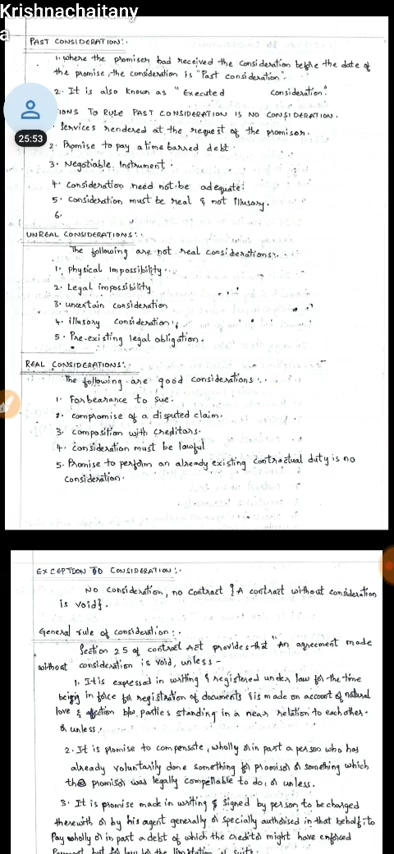 Krishnachaitany
a
PAST CONSIDERATION:-
1. where the promiser had received the consideration before the date of
the promise, the consideration is "Past consideration".
2. It is also known as "Executed consideration".
25:53
IONS TO RULE PAST CONSIDERATION IS NO CONSIDERATION.
Services rendered at the request of the promisor.
2. Promise to pay a time barred debt.
3. Negotiable Instrument.
4. Consideration need not be adequate:
5. Consideration must be real & not illusory.
6.
UNREAL CONSIDERATIONS:-
3. The following are not real considerations:-
1. physical Impossibility.
2. Legal impossibility
3. uncertain consideration
4. illusory consideration.
5. Pre-existing legal obligation.
REAL CONSIDERATIONS:-
The following are good considerations:-
1. Forbearance to sue.
2. compromise of a disputed claim.
3. composition with creditors.
4. consideration must be lawful
5. Promise to perform an already existing contractual duty is no
consideration.
EXCEPTION TO CONSIDERATION:-
NO consideration, no contract { A contract without consideration
is void}.
General rule of consideration:-
Section 25 of contract Act provides that "An agreement made
without consideration is void, unless-
1. It is expressed in writing & registered under law for the time
being in force for registration of documents & is made on account of natural
love & affection b/w parties standing in a near relation to each other.
& unless.
2. It is promise to compensate, wholly or in part a person who has
already voluntarily done something for promisor or something which
the promisor was legally compellable to do; or unless.
3. It is promise made in writing & signed by person to be charged
therewith or by his agent generally or specially authorised in that behalf, to
Pay wholly or in part a debt of which the creditor might have enforced
Payment but for law for the limitation of suits.